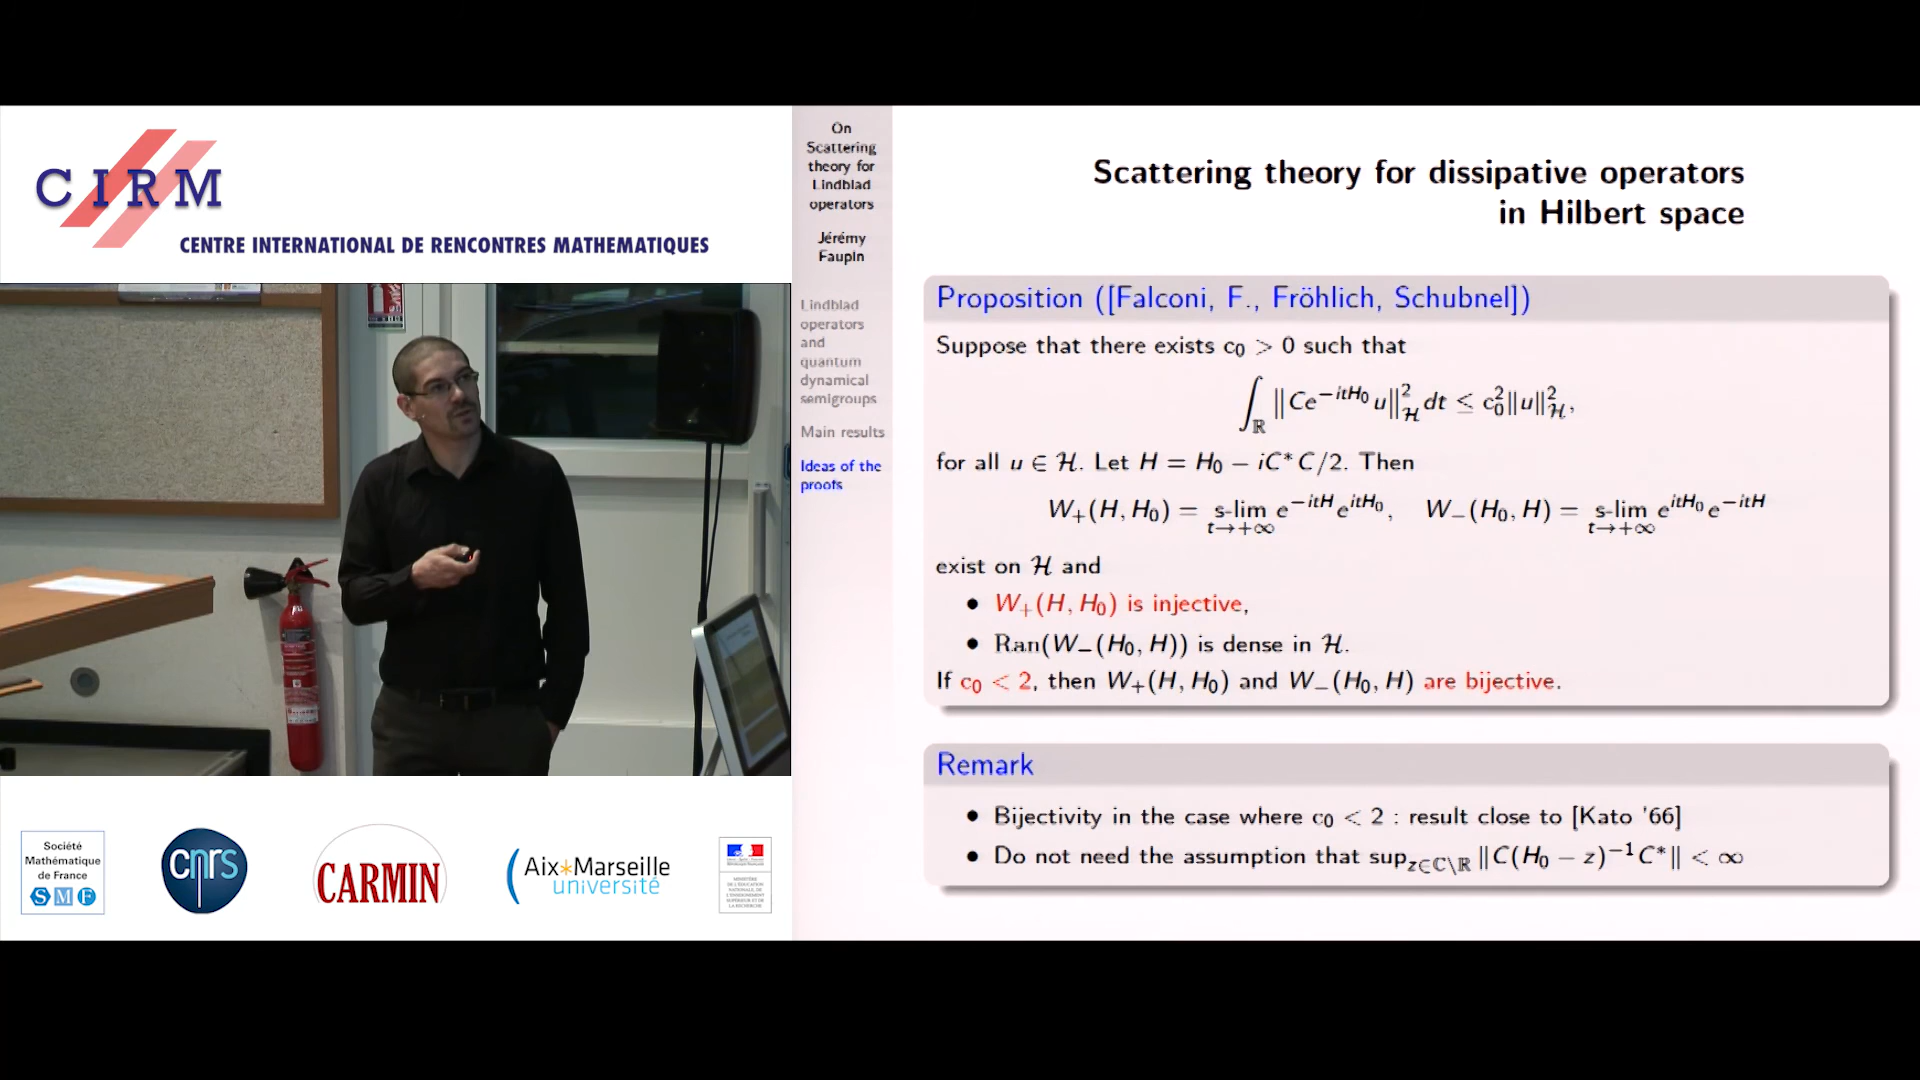 CIRM
CENTRE INTERNATIONAL DE RENCONTRES MATHEMATIQUES
Société
Mathématique
de France
SMF
cnrs
CARMIN
Aix*Marseille
université
On
Scattering
theory for
Lindblad
operators
Jérémy
Faupin
Lindblad
operators
and
quantum
dynamical
semigroups
Main results
Ideas of the
proofs
Scattering theory for dissipative operators
in Hilbert space
Proposition ([Falconi, F., Fröhlich, Schubnel])
Suppose that there exists c₀ > 0 such that
∫_ℝ ‖Ce^{−itH₀}u‖²_ℋ dt ≤ c₀²‖u‖²_ℋ,
for all u ∈ ℋ. Let H = H₀ − iC*C/2. Then
W₊(H, H₀) = s-lim_{t→+∞} e^{−itH}e^{itH₀}, W₋(H₀, H) = s-lim_{t→+∞} e^{itH₀}e^{−itH}
exist on ℋ and
• W₊(H, H₀) is injective,
• Ran(W₋(H₀, H)) is dense in ℋ.
If c₀ < 2, then W₊(H, H₀) and W₋(H₀, H) are bijective.
Remark
• Bijectivity in the case where c₀ < 2 : result close to [Kato '66]
• Do not need the assumption that sup_{z∈ℂ\ℝ} ‖C(H₀ − z)⁻¹C*‖ < ∞